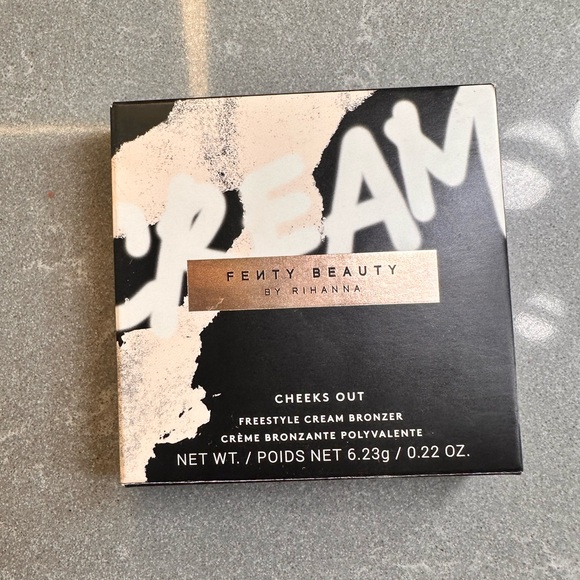 CREAM
FEИTY BEAUTY
BY RIHANNA
CHEEKS OUT
FREESTYLE CREAM BRONZER
CRÈME BRONZANTE POLYVALENTE
NET WT. / POIDS NET 6.23g / 0.22 OZ.